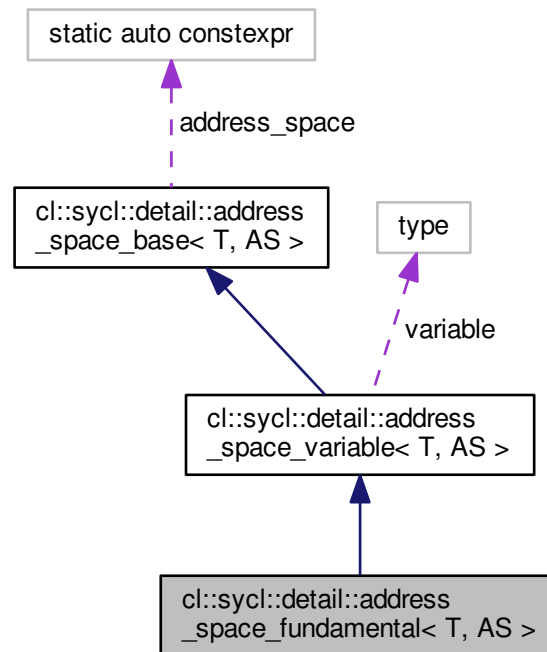 static auto constexpr
address_space
cl::sycl::detail::address
_space_base< T, AS >
type
variable
cl::sycl::detail::address
_space_variable< T, AS >
cl::sycl::detail::address
_space_fundamental< T, AS >